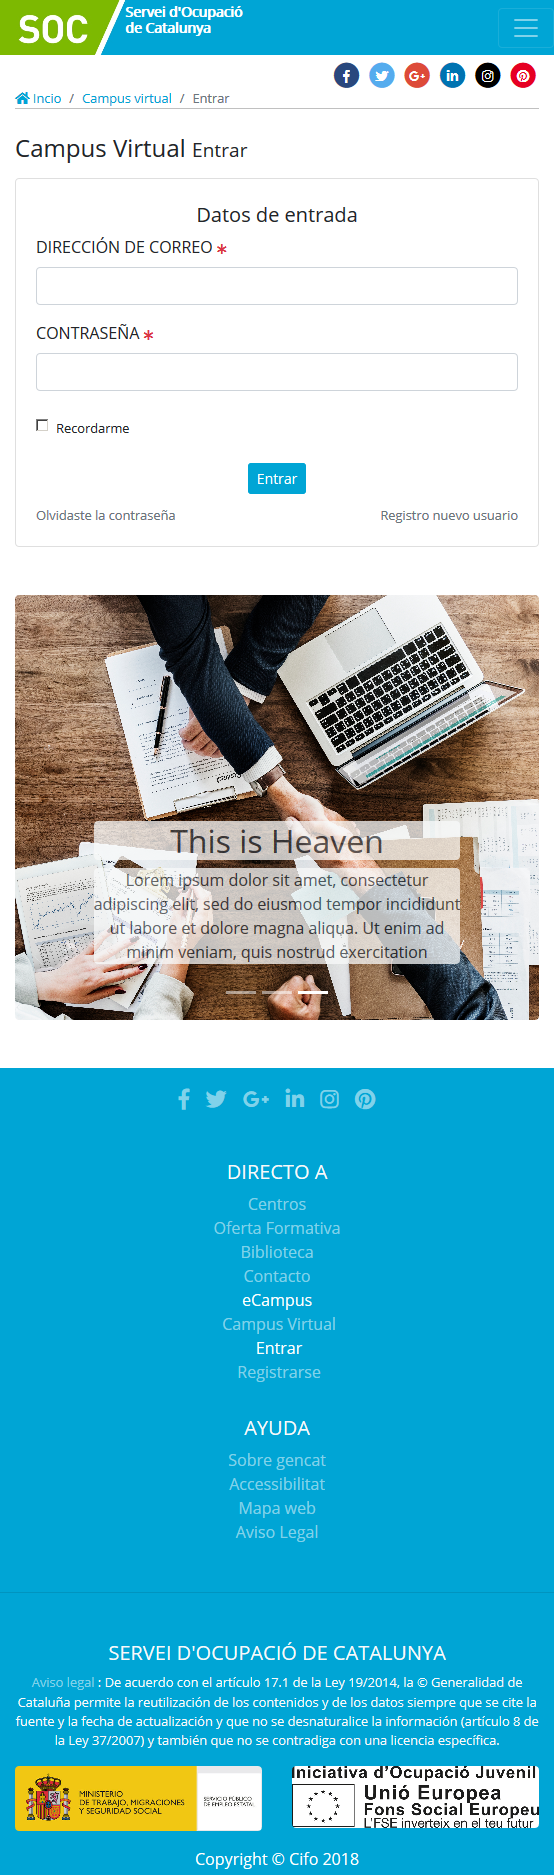 SOC
Servei d'Ocupació
de Catalunya
Incio / Campus virtual / Entrar
Campus Virtual Entrar
Datos de entrada
DIRECCIÓN DE CORREO *
CONTRASEÑA *
Recordarme
Entrar
Olvidaste la contraseña
Registro nuevo usuario
This is Heaven
Lorem ipsum dolor sit amet, consectetur
adipiscing elit, sed do eiusmod tempor incididunt
ut labore et dolore magna aliqua. Ut enim ad
minim veniam, quis nostrud exercitation
DIRECTO A
Centros
Oferta Formativa
Biblioteca
Contacto
eCampus
Campus Virtual
Entrar
Registrarse
AYUDA
Sobre gencat
Accessibilitat
Mapa web
Aviso Legal
SERVEI D'OCUPACIÓ DE CATALUNYA
Aviso legal : De acuerdo con el artículo 17.1 de la Ley 19/2014, la © Generalidad de
Cataluña permite la reutilización de los contenidos y de los datos siempre que se cite la
fuente y la fecha de actualización y que no se desnaturalice la información (artículo 8 de
la Ley 37/2007) y también que no se contradiga con una licencia específica.
MINISTERIO
DE TRABAJO, MIGRACIONES
Y SEGURIDAD SOCIAL
SERVICIO PÚBLICO
DE EMPLEO ESTATAL
Iniciativa d'Ocupació Juvenil
Unió Europea
Fons Social Europeu
L'FSE inverteix en el teu futur
Copyright © Cifo 2018